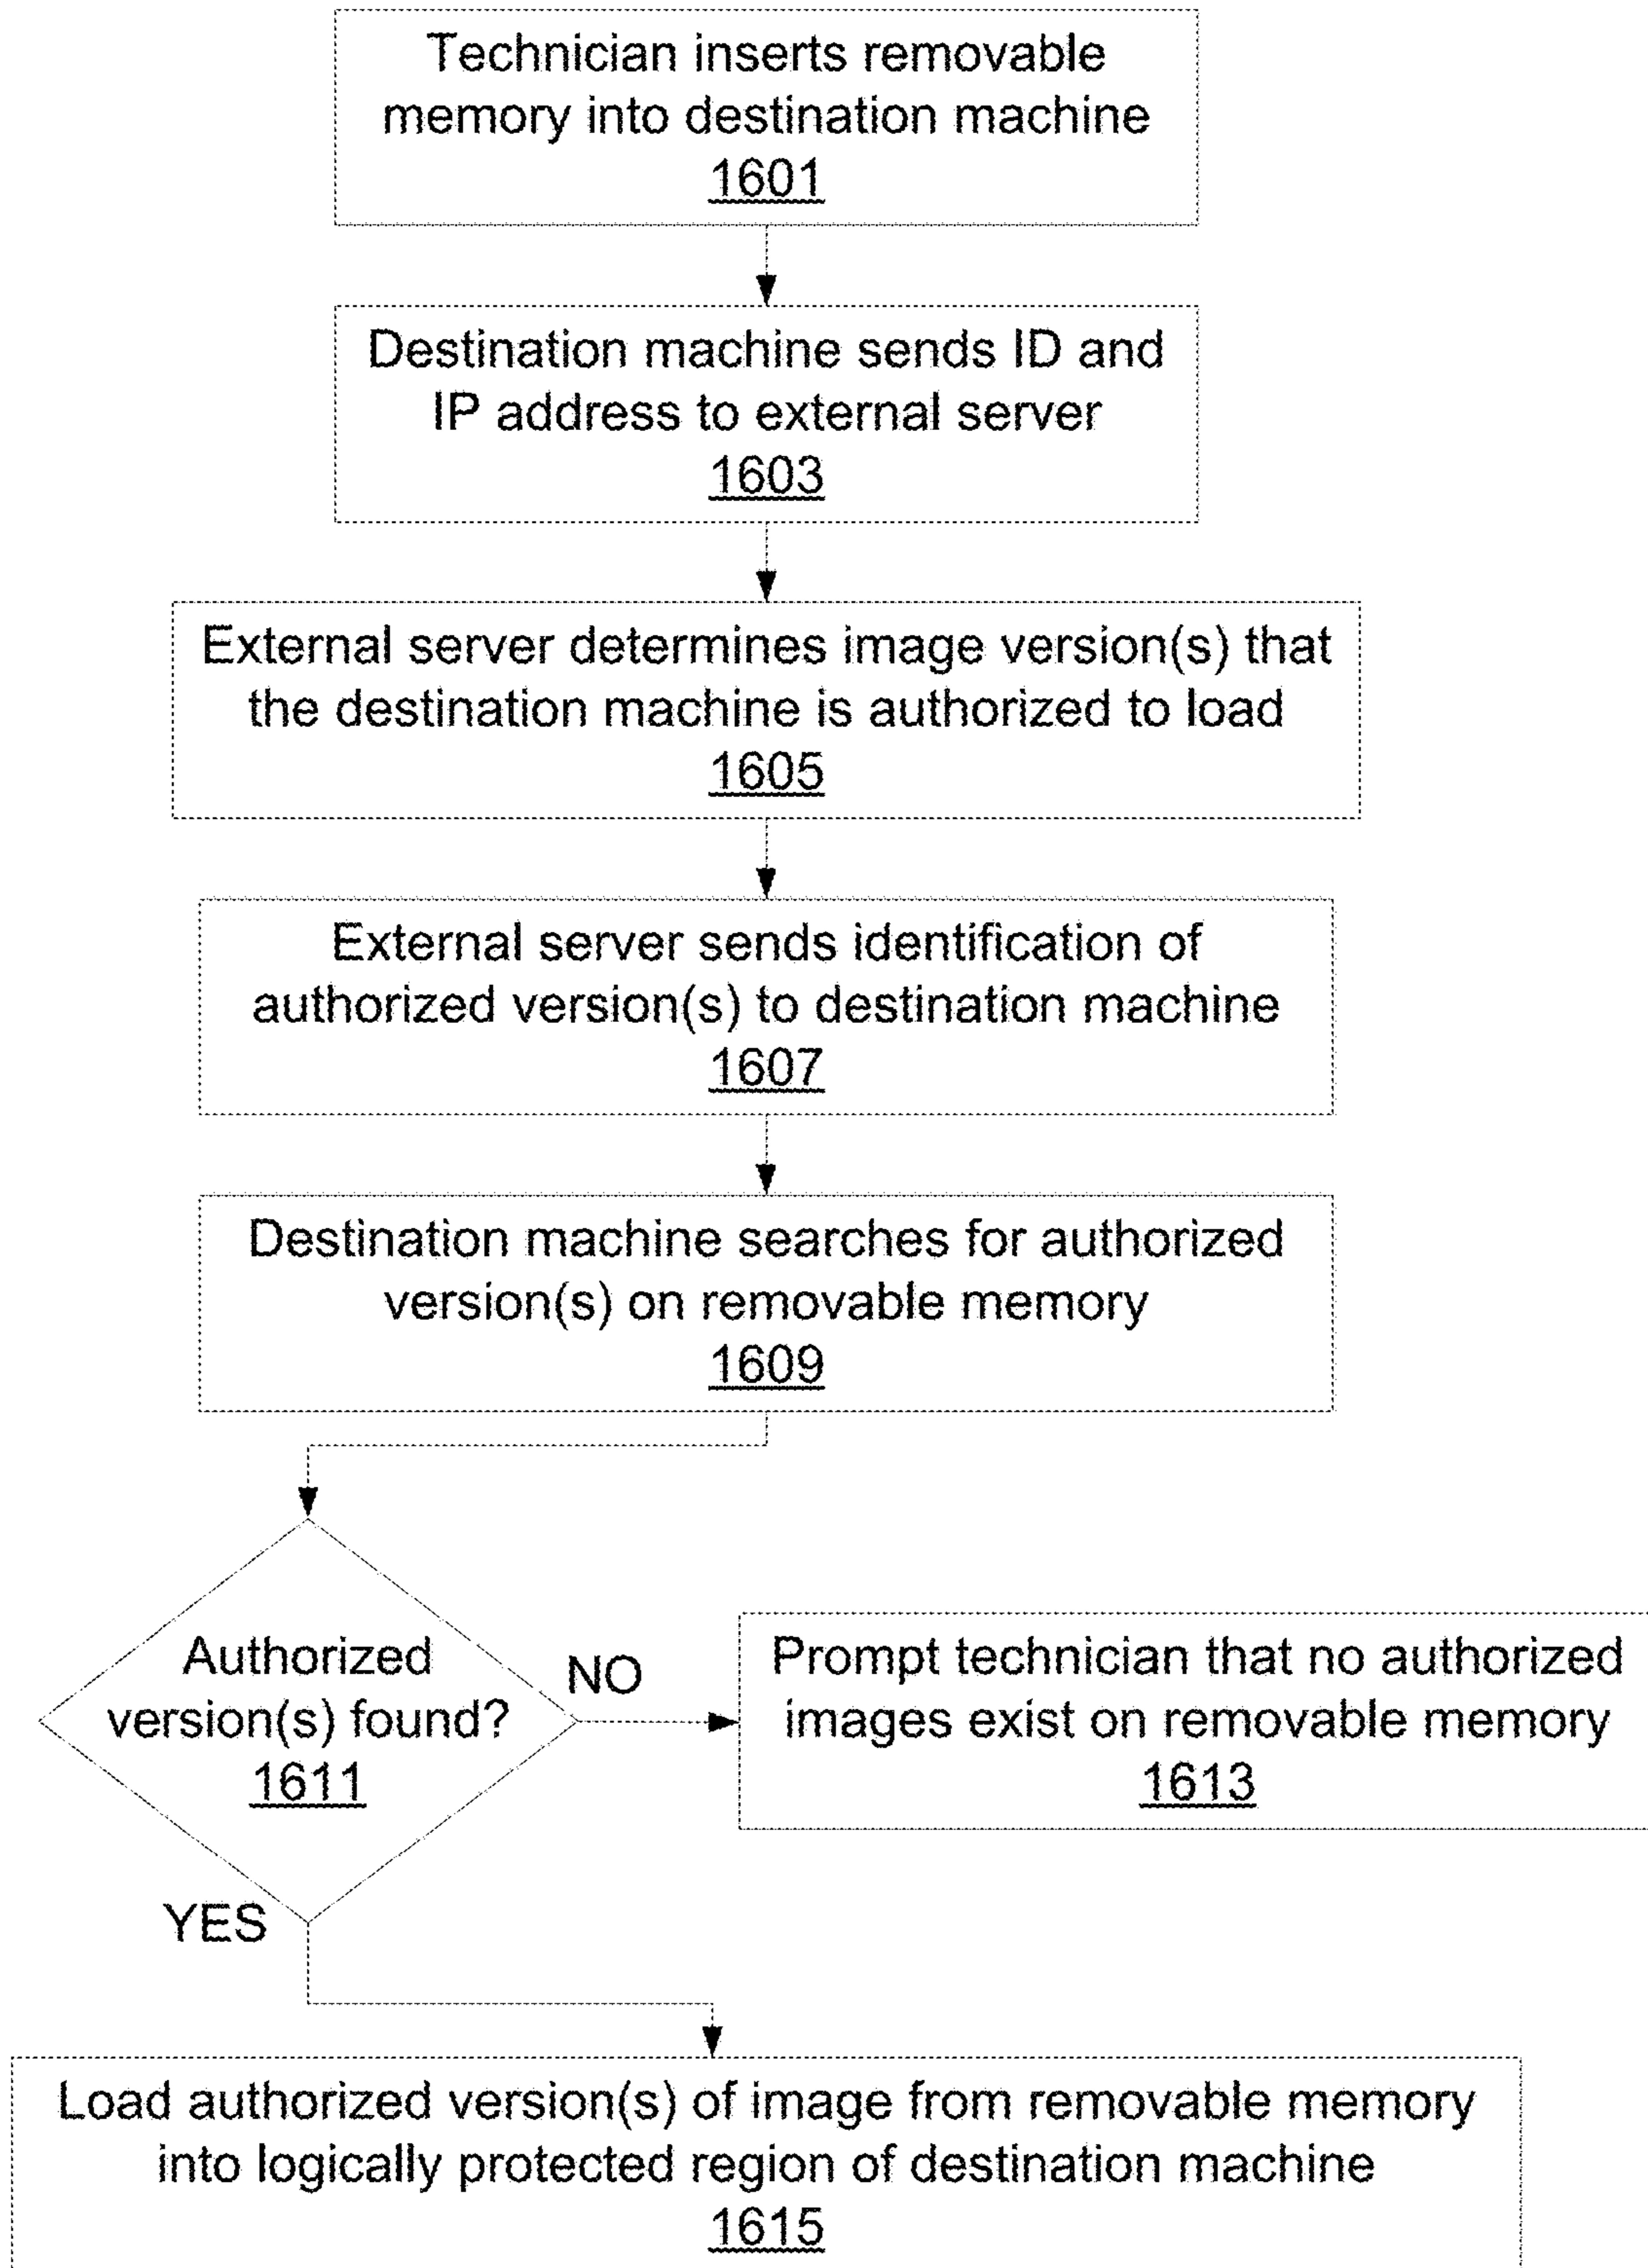 Technician inserts removable
memory into destination machine
1601
Destination machine sends ID and
IP address to external server
1603
External server determines image version(s) that
the destination machine is authorized to load
1605
External server sends identification of
authorized version(s) to destination machine
1607
Destination machine searches for authorized
version(s) on removable memory
1609
Authorized
version(s) found?
1611
NO
Prompt technician that no authorized
images exist on removable memory
1613
YES
Load authorized version(s) of image from removable memory
into logically protected region of destination machine
1615